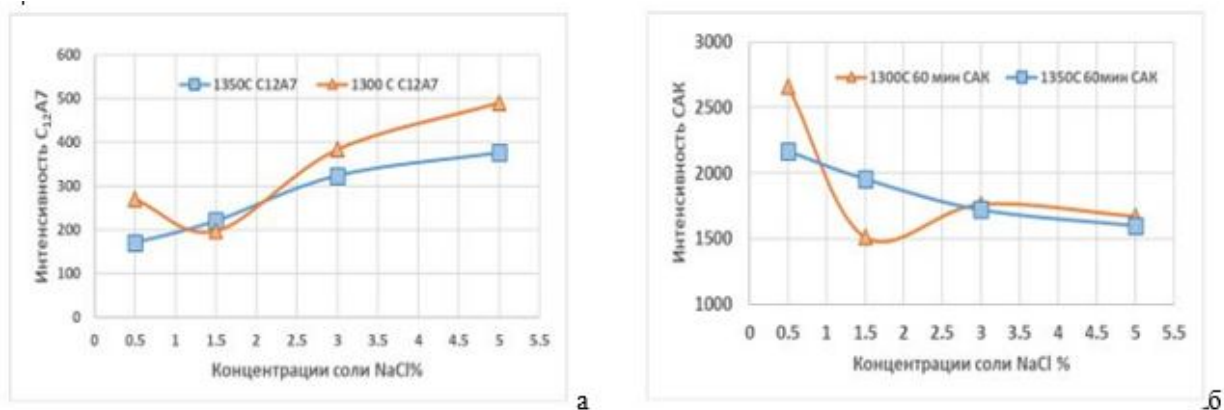 600
500
400
300
200
100
0
Интенсивность C₁₂A7
1350C C12A7
1300 C C12A7
0 0.5 1 1.5 2 2.5 3 3.5 4 4.5 5 5.5
Концентрации соли NaCl%
а
3000
2500
2000
1500
1000
Интенсивность САК
1300С 60 мин САК
1350С 60мин САК
0 0.5 1 1.5 2 2.5 3 3.5 4 4.5 5 5.5
Концентрации соли NaCl %
б